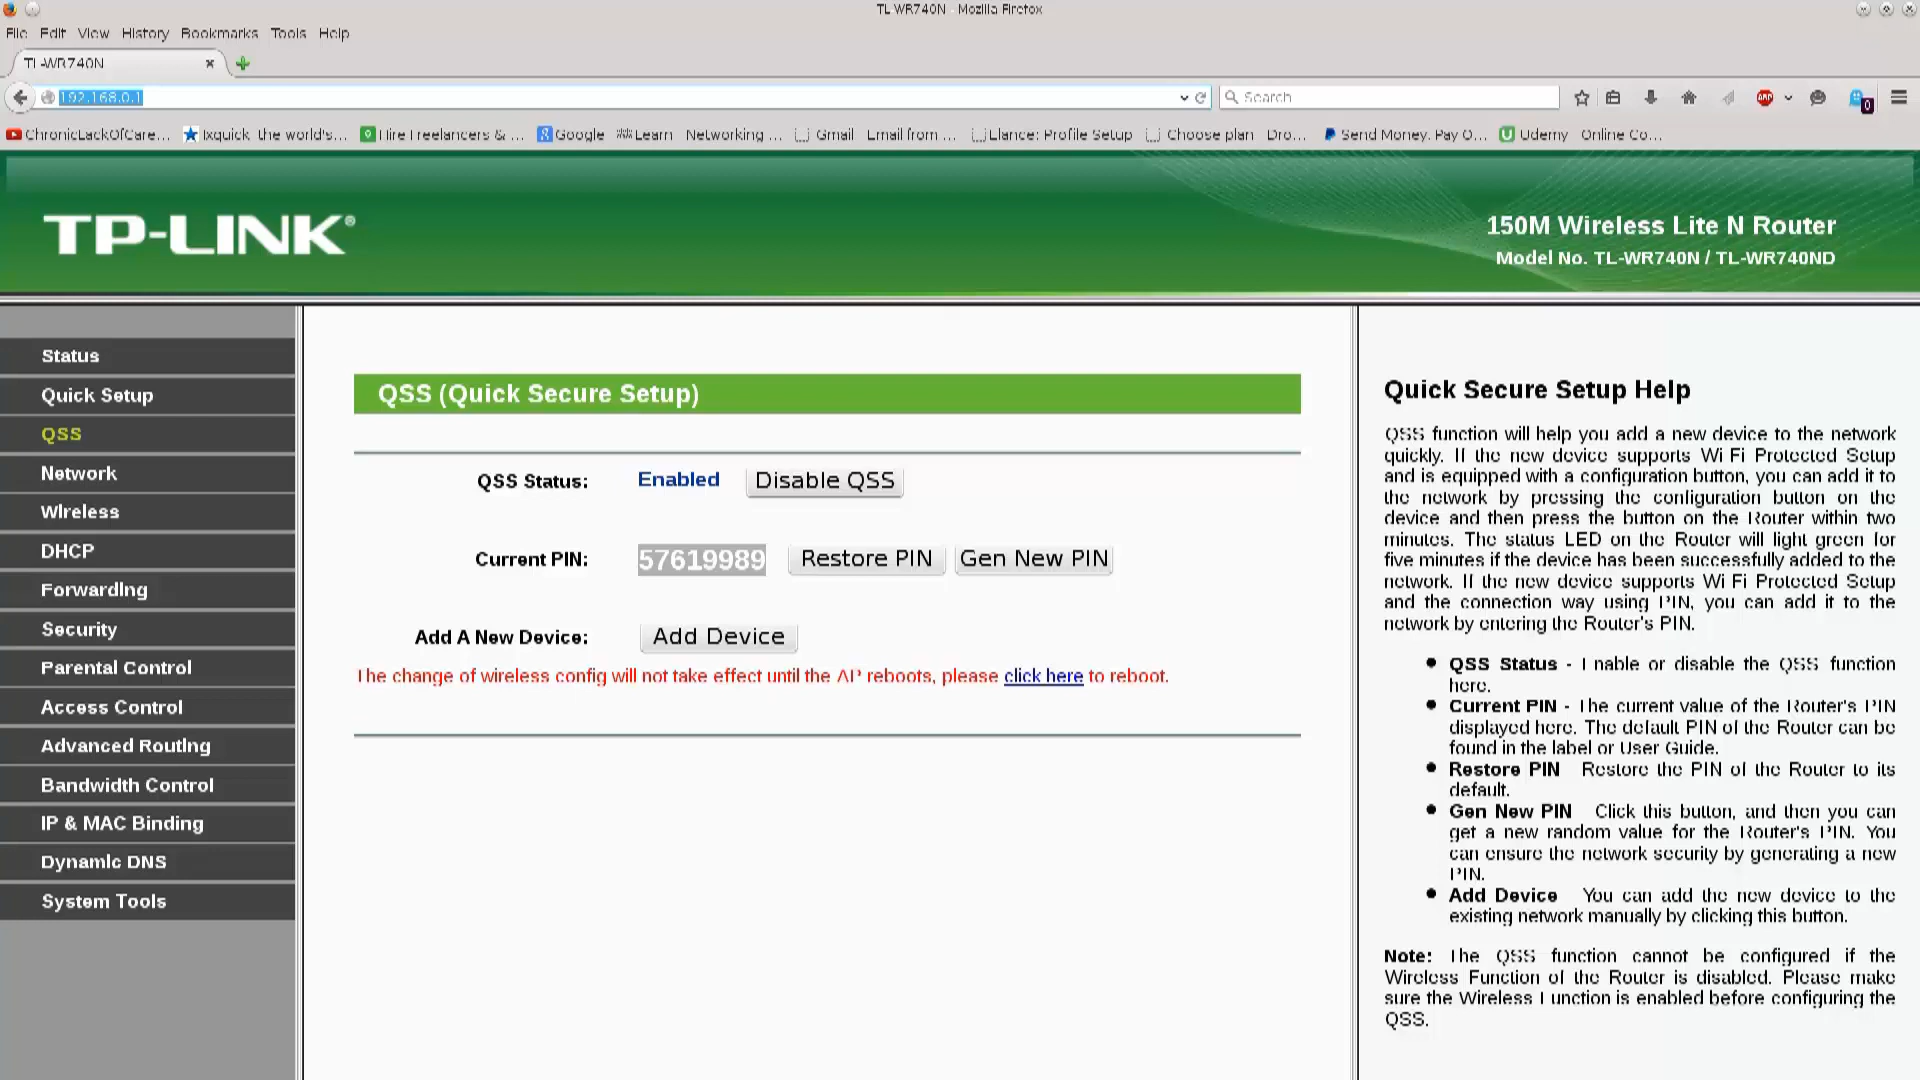 TL-WR740N - Mozilla Firefox
File Edit View History Bookmarks Tools Help
TL-WR740N
192.168.0.1
Search
ABP
0
ChronicLackOfCare... Ixquick the world's... Hire Freelancers & ... Google Learn Networking ... Gmail Email from ... Elance: Profile Setup Choose plan Dro... Send Money, Pay O... Udemy Online Co...
TP-LINK®
150M Wireless Lite N Router
Model No. TL-WR740N / TL-WR740ND
Status
Quick Setup
QSS
Network
Wireless
DHCP
Forwarding
Security
Parental Control
Access Control
Advanced Routing
Bandwidth Control
IP & MAC Binding
Dynamic DNS
System Tools
QSS (Quick Secure Setup)
QSS Status: Enabled Disable QSS
Current PIN: 57619989 Restore PIN Gen New PIN
Add A New Device: Add Device
The change of wireless config will not take effect until the AP reboots, please click here to reboot.
Quick Secure Setup Help
QSS function will help you add a new device to the network
quickly. If the new device supports Wi-Fi Protected Setup
and is equipped with a configuration button, you can add it to
the network by pressing the configuration button on the
device and then press the button on the Router within two
minutes. The status LED on the Router will light green for
five minutes if the device has been successfully added to the
network. If the new device supports Wi-Fi Protected Setup
and the connection way using PIN, you can add it to the
network by entering the Router's PIN.
QSS Status - Enable or disable the QSS function
here.
Current PIN - The current value of the Router's PIN
displayed here. The default PIN of the Router can be
found in the label or User Guide.
Restore PIN - Restore the PIN of the Router to its
default.
Gen New PIN - Click this button, and then you can
get a new random value for the Router's PIN. You
can ensure the network security by generating a new
PIN.
Add Device - You can add the new device to the
existing network manually by clicking this button.
Note: The QSS function cannot be configured if the
Wireless Function of the Router is disabled. Please make
sure the Wireless Function is enabled before configuring the
QSS.